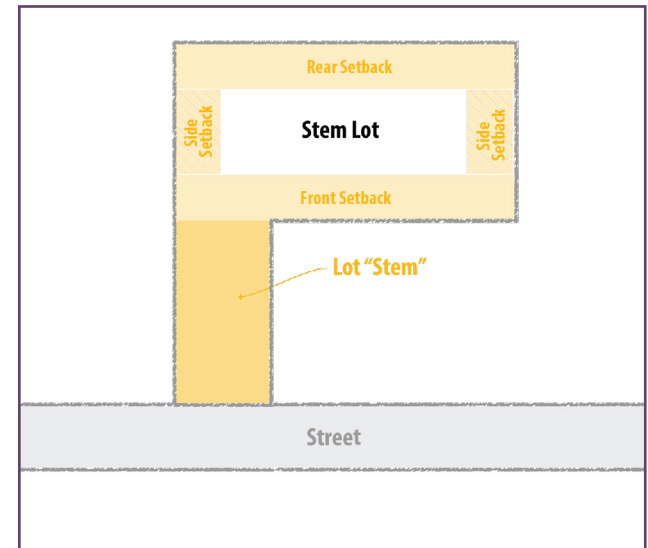 Rear Setback
Side
Setback
Stem Lot
Side
Setback
Front Setback
Lot “Stem”
Street